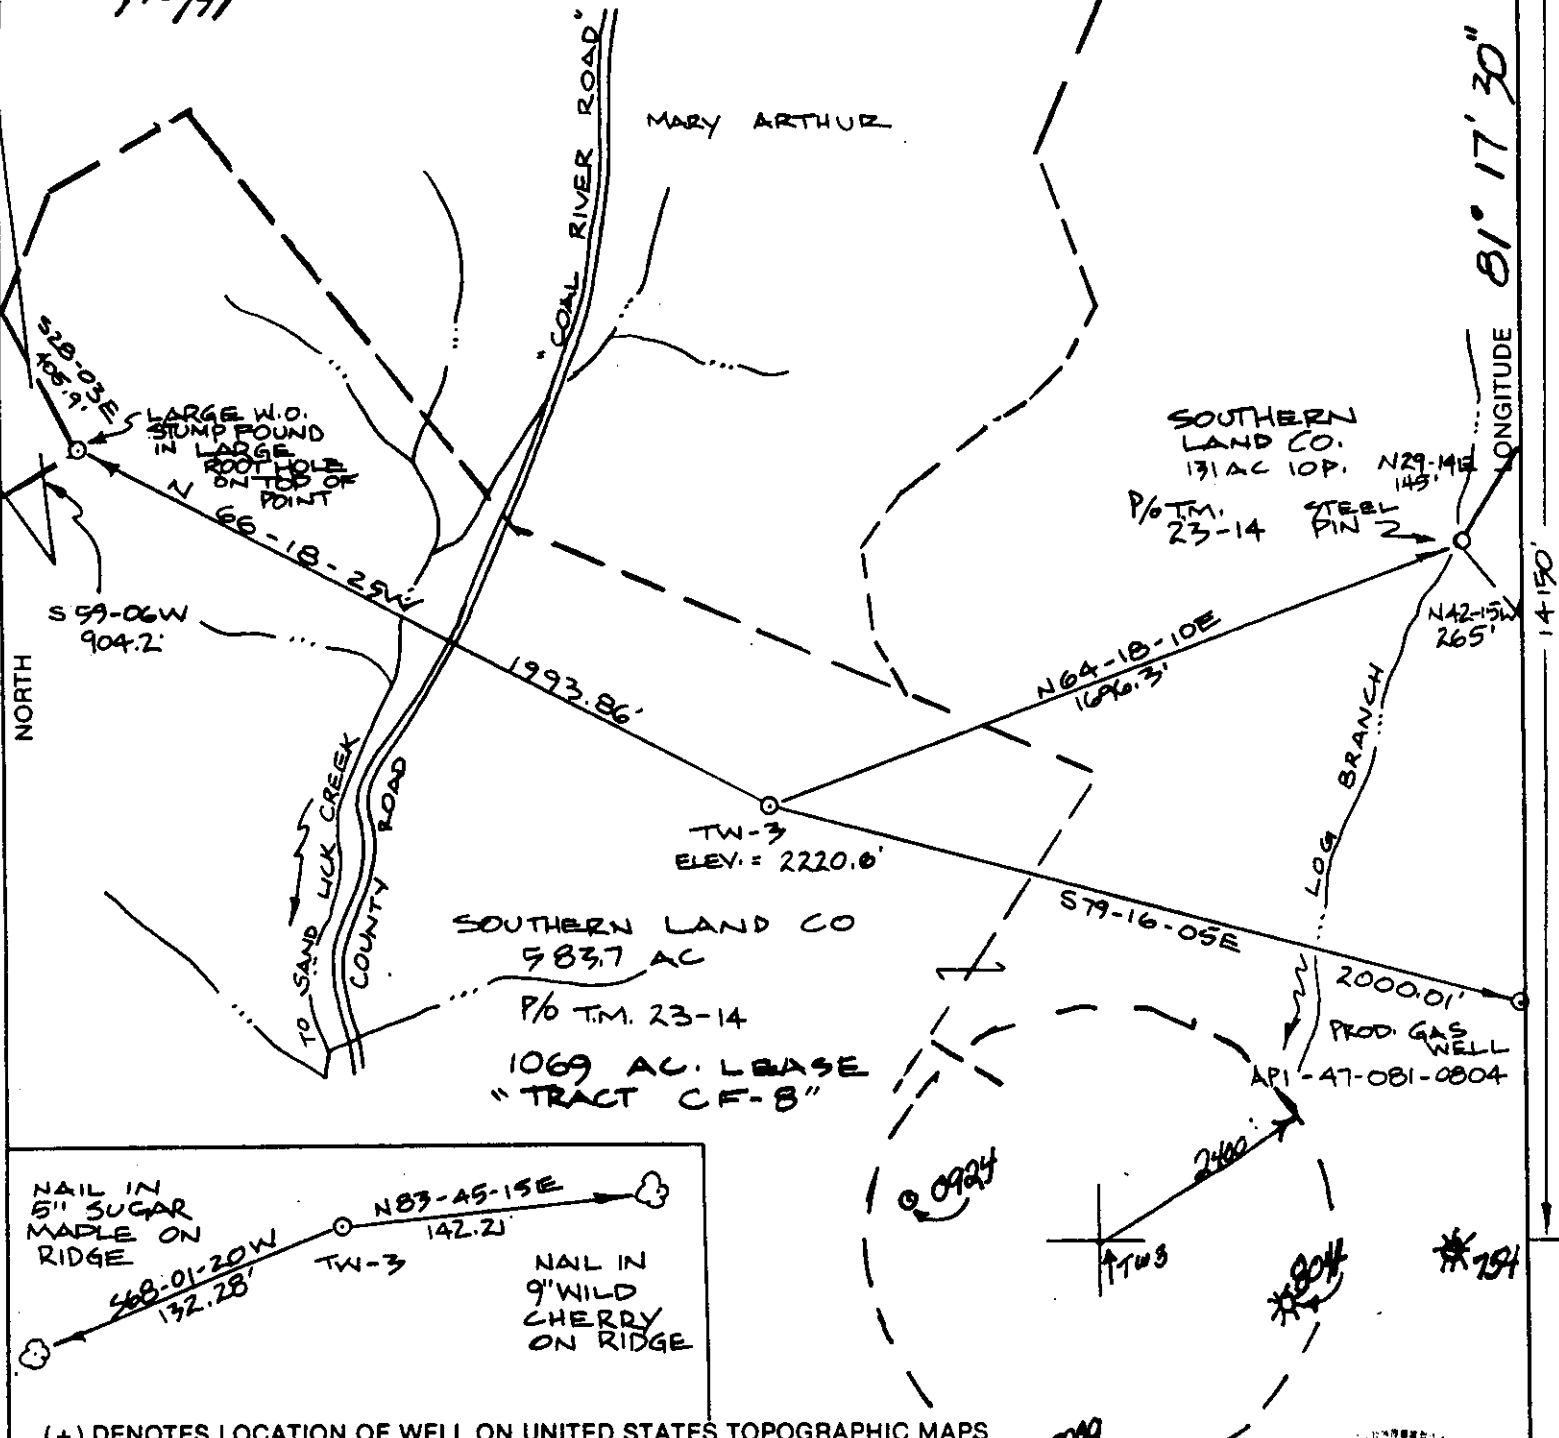 "COAL RIVER ROAD"
MARY ARTHUR
81° 17' 30"
LONGITUDE
S28-03E
405.9'
LARGE W.O.
STUMP FOUND
IN LARGE
ROOT HOLE
ON TOP OF
POINT
SOUTHERN
LAND CO.
131 AC 10P.
P/O T.M.
23-14
N29-14E
145'
STEEL
PIN
N42-15W
265'
14150'
N 66-18-25W
1993.86'
S 59-06W
904.2'
NORTH
N64-18-10E
1696.3'
LOG BRANCH
TW-3
ELEV. = 2220.6'
S79-16-05E
2000.01'
PROD. GAS
WELL
API-47-081-0804
TO SAND LICK CREEK
COUNTY ROAD
SOUTHERN LAND CO
583.7 AC
P/O T.M. 23-14
1069 AC. LEASE
"TRACT CF-8"
NAIL IN
5" SUGAR
MAPLE ON
RIDGE
N83-45-15E
142.21'
TW-3
S68-01-20W
132.28'
NAIL IN
9" WILD
CHERRY
ON RIDGE
0924
2400
TW3
804
754
(+) DENOTES LOCATION OF WELL ON UNITED STATES TOPOGRAPHIC MAPS